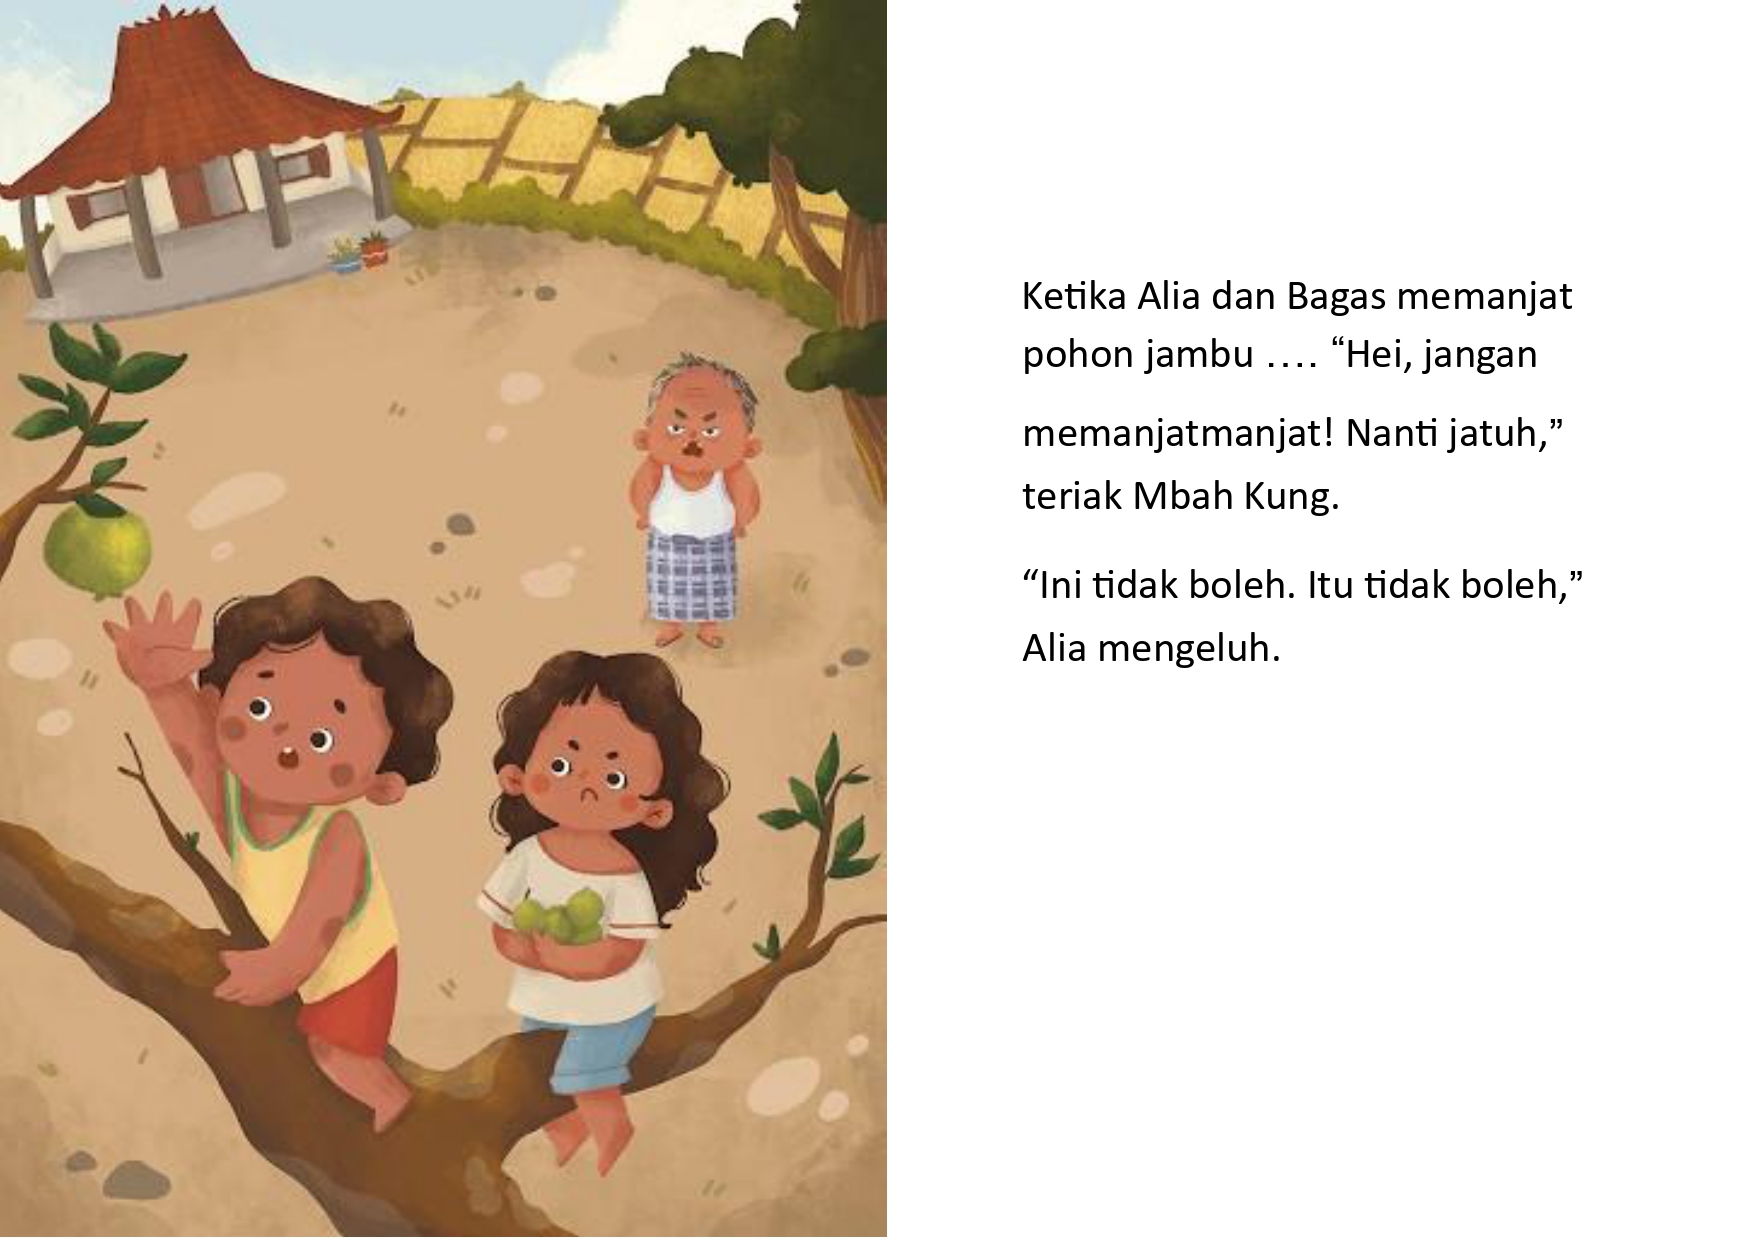 Ketika Alia dan Bagas memanjat
pohon jambu .... “Hei, jangan
memanjatmanjat! Nanti jatuh,”
teriak Mbah Kung.
“Ini tidak boleh. Itu tidak boleh,”
Alia mengeluh.